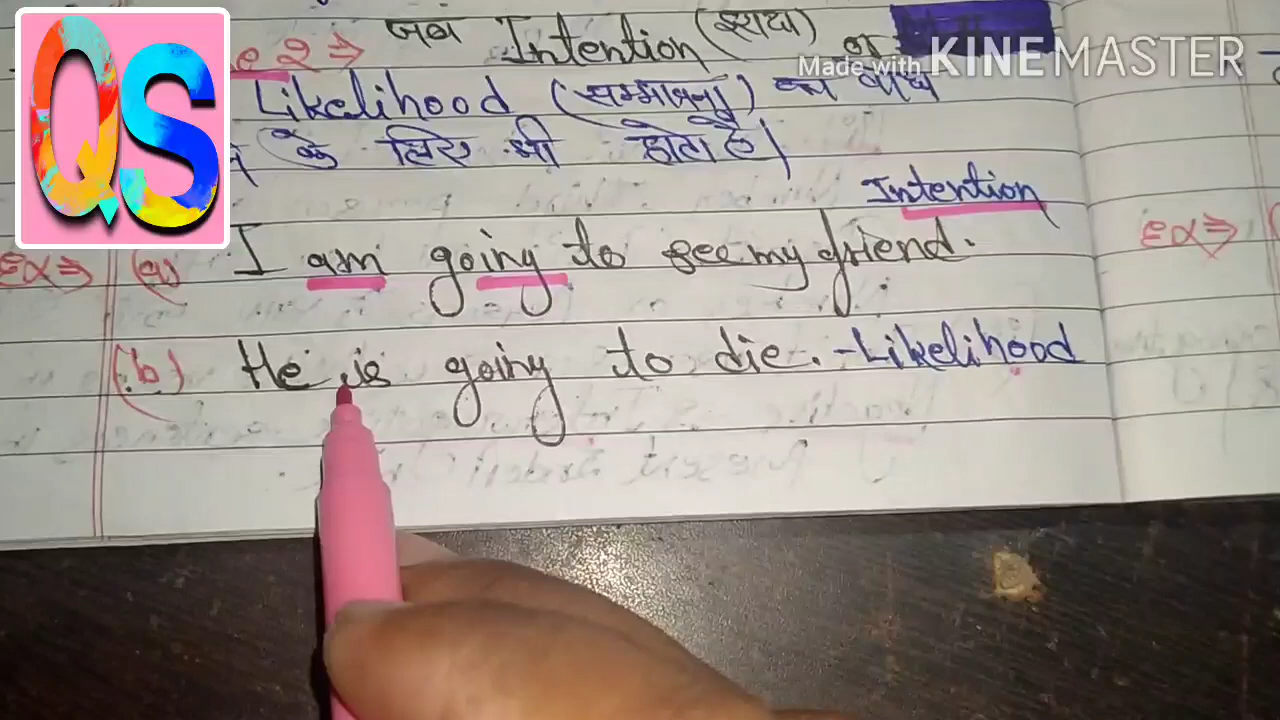 QS
Made with KINEMASTER
e 2 ⇒ जब Intention (इरादा) या
Likelihood (सम्भावना) का बोध
के लिए भी होता है।
Intention
Ex⇒ (a) I am going to see my friend.
Ex⇒
(b) He is going to die. - Likelihood